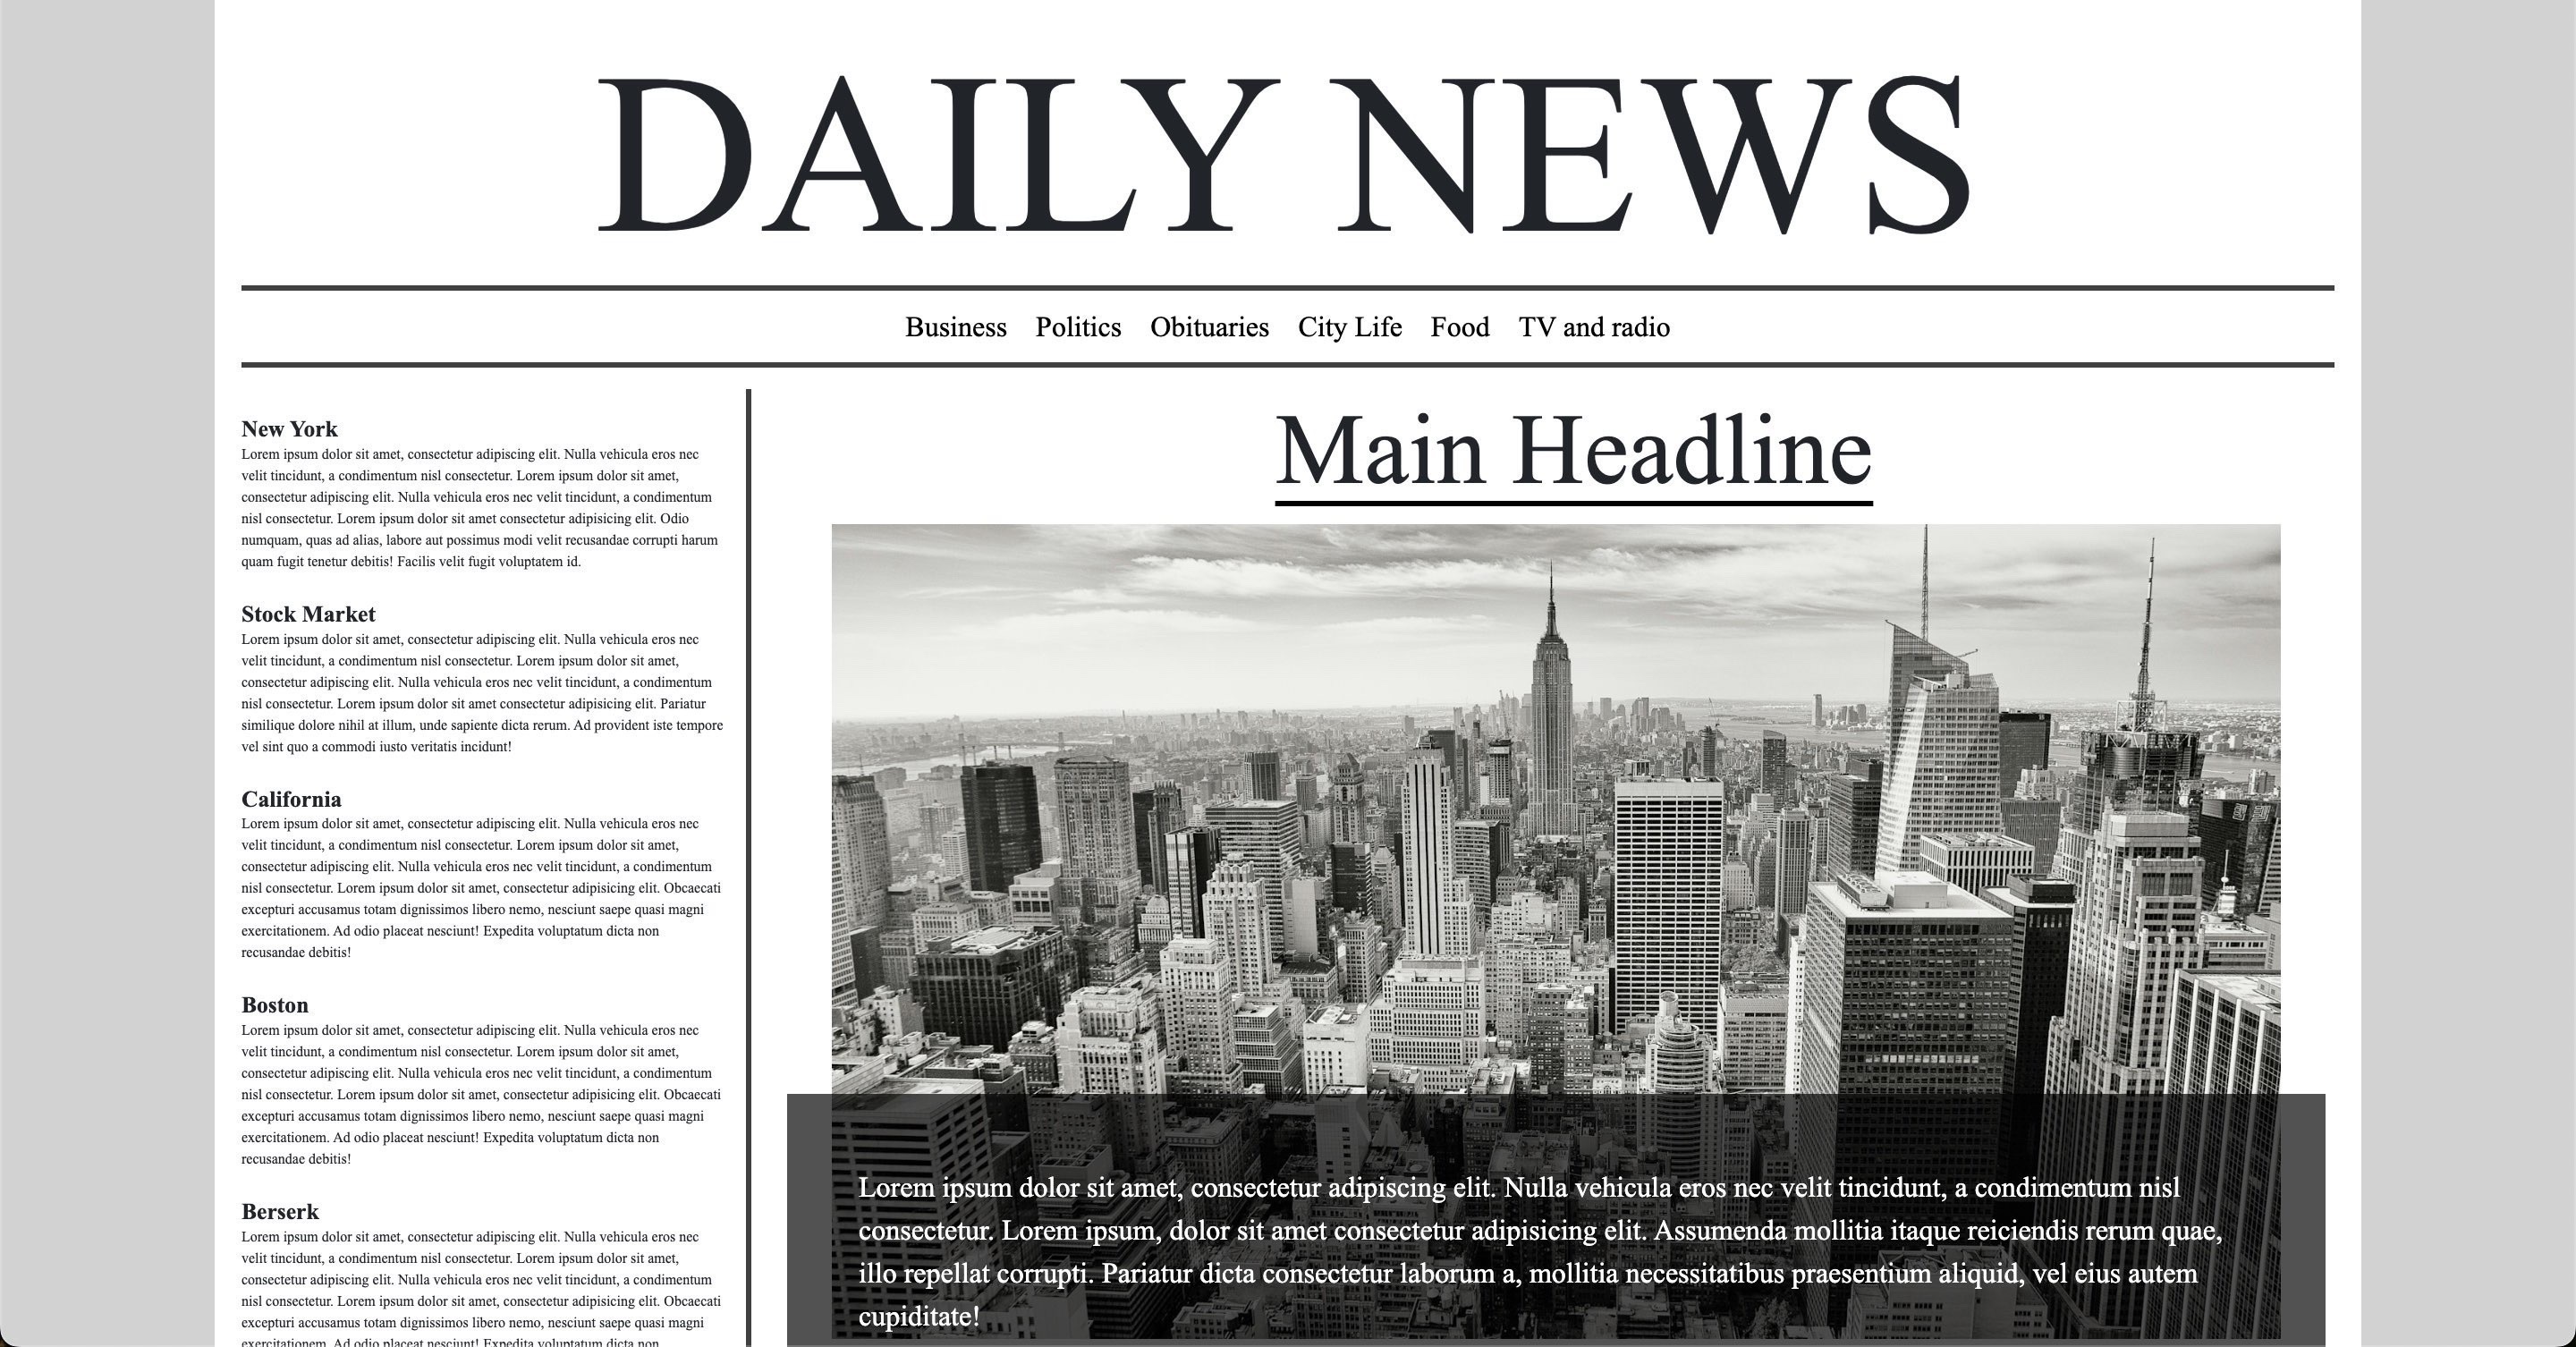 DAILY NEWS
Business Politics Obituaries City Life Food TV and radio
New York
Lorem ipsum dolor sit amet, consectetur adipiscing elit. Nulla vehicula eros nec
velit tincidunt, a condimentum nisl consectetur. Lorem ipsum dolor sit amet,
consectetur adipiscing elit. Nulla vehicula eros nec velit tincidunt, a condimentum
nisl consectetur. Lorem ipsum dolor sit amet consectetur adipisicing elit. Odio
numquam, quas ad alias, labore aut possimus modi velit recusandae corrupti harum
quam fugit tenetur debitis! Facilis velit fugit voluptatem id.
Stock Market
Lorem ipsum dolor sit amet, consectetur adipiscing elit. Nulla vehicula eros nec
velit tincidunt, a condimentum nisl consectetur. Lorem ipsum dolor sit amet,
consectetur adipiscing elit. Nulla vehicula eros nec velit tincidunt, a condimentum
nisl consectetur. Lorem ipsum dolor sit amet consectetur adipisicing elit. Pariatur
similique dolore nihil at illum, unde sapiente dicta rerum. Ad provident iste tempore
vel sint quo a commodi iusto veritatis incidunt!
California
Lorem ipsum dolor sit amet, consectetur adipiscing elit. Nulla vehicula eros nec
velit tincidunt, a condimentum nisl consectetur. Lorem ipsum dolor sit amet,
consectetur adipiscing elit. Nulla vehicula eros nec velit tincidunt, a condimentum
nisl consectetur. Lorem ipsum dolor sit amet, consectetur adipisicing elit. Obcaecati
excepturi accusamus totam dignissimos libero nemo, nesciunt saepe quasi magni
exercitationem. Ad odio placeat nesciunt! Expedita voluptatum dicta non
recusandae debitis!
Boston
Lorem ipsum dolor sit amet, consectetur adipiscing elit. Nulla vehicula eros nec
velit tincidunt, a condimentum nisl consectetur. Lorem ipsum dolor sit amet,
consectetur adipiscing elit. Nulla vehicula eros nec velit tincidunt, a condimentum
nisl consectetur. Lorem ipsum dolor sit amet, consectetur adipisicing elit. Obcaecati
excepturi accusamus totam dignissimos libero nemo, nesciunt saepe quasi magni
exercitationem. Ad odio placeat nesciunt! Expedita voluptatum dicta non
recusandae debitis!
Berserk
Lorem ipsum dolor sit amet, consectetur adipiscing elit. Nulla vehicula eros nec
velit tincidunt, a condimentum nisl consectetur. Lorem ipsum dolor sit amet,
consectetur adipiscing elit. Nulla vehicula eros nec velit tincidunt, a condimentum
nisl consectetur. Lorem ipsum dolor sit amet, consectetur adipisicing elit. Obcaecati
excepturi accusamus totam dignissimos libero nemo, nesciunt saepe quasi magni
exercitationem. Ad odio placeat nesciunt! Expedita voluptatum dicta non
Main Headline
Lorem ipsum dolor sit amet, consectetur adipiscing elit. Nulla vehicula eros nec velit tincidunt, a condimentum nisl
consectetur. Lorem ipsum, dolor sit amet consectetur adipisicing elit. Assumenda mollitia itaque reiciendis rerum quae,
illo repellat corrupti. Pariatur dicta consectetur laborum a, mollitia necessitatibus praesentium aliquid, vel eius autem
cupiditate!